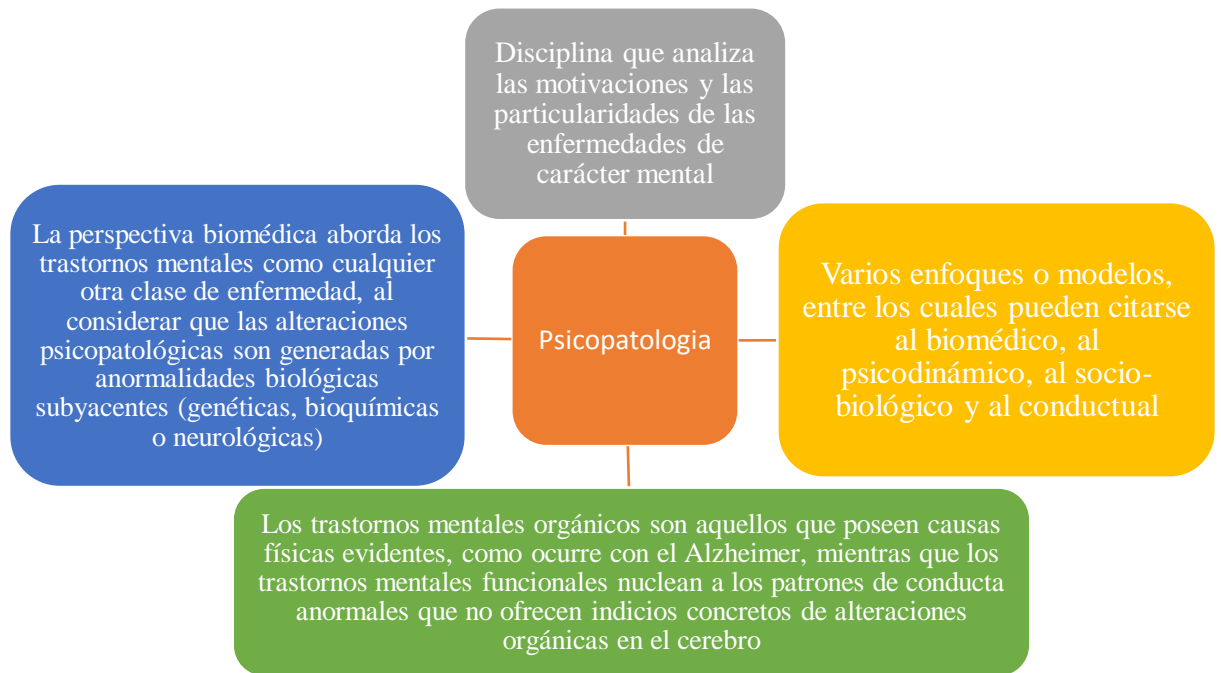 Disciplina que analiza
las motivaciones y las
particularidades de las
enfermedades de
carácter mental
La perspectiva biomédica aborda los
trastornos mentales como cualquier
otra clase de enfermedad, al
considerar que las alteraciones
psicopatológicas son generadas por
anormalidades biológicas
subyacentes (genéticas, bioquímicas
o neurológicas)
Psicopatologia
Varios enfoques o modelos,
entre los cuales pueden citarse
al biomédico, al
psicodinámico, al socio-
biológico y al conductual
Los trastornos mentales orgánicos son aquellos que poseen causas
físicas evidentes, como ocurre con el Alzheimer, mientras que los
trastornos mentales funcionales nuclean a los patrones de conducta
anormales que no ofrecen indicios concretos de alteraciones
orgánicas en el cerebro